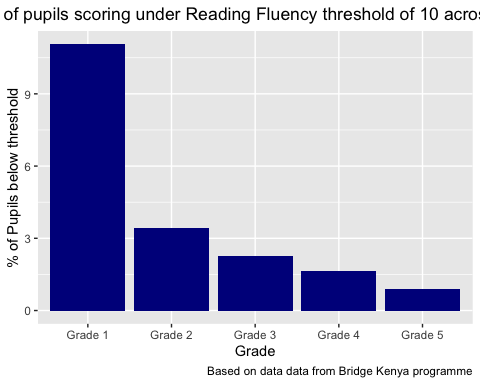 of pupils scoring under Reading Fluency threshold of 10 acros
% of Pupils below threshold
9
6
3
0
Grade 1 Grade 2 Grade 3 Grade 4 Grade 5
Grade
Based on data data from Bridge Kenya programme